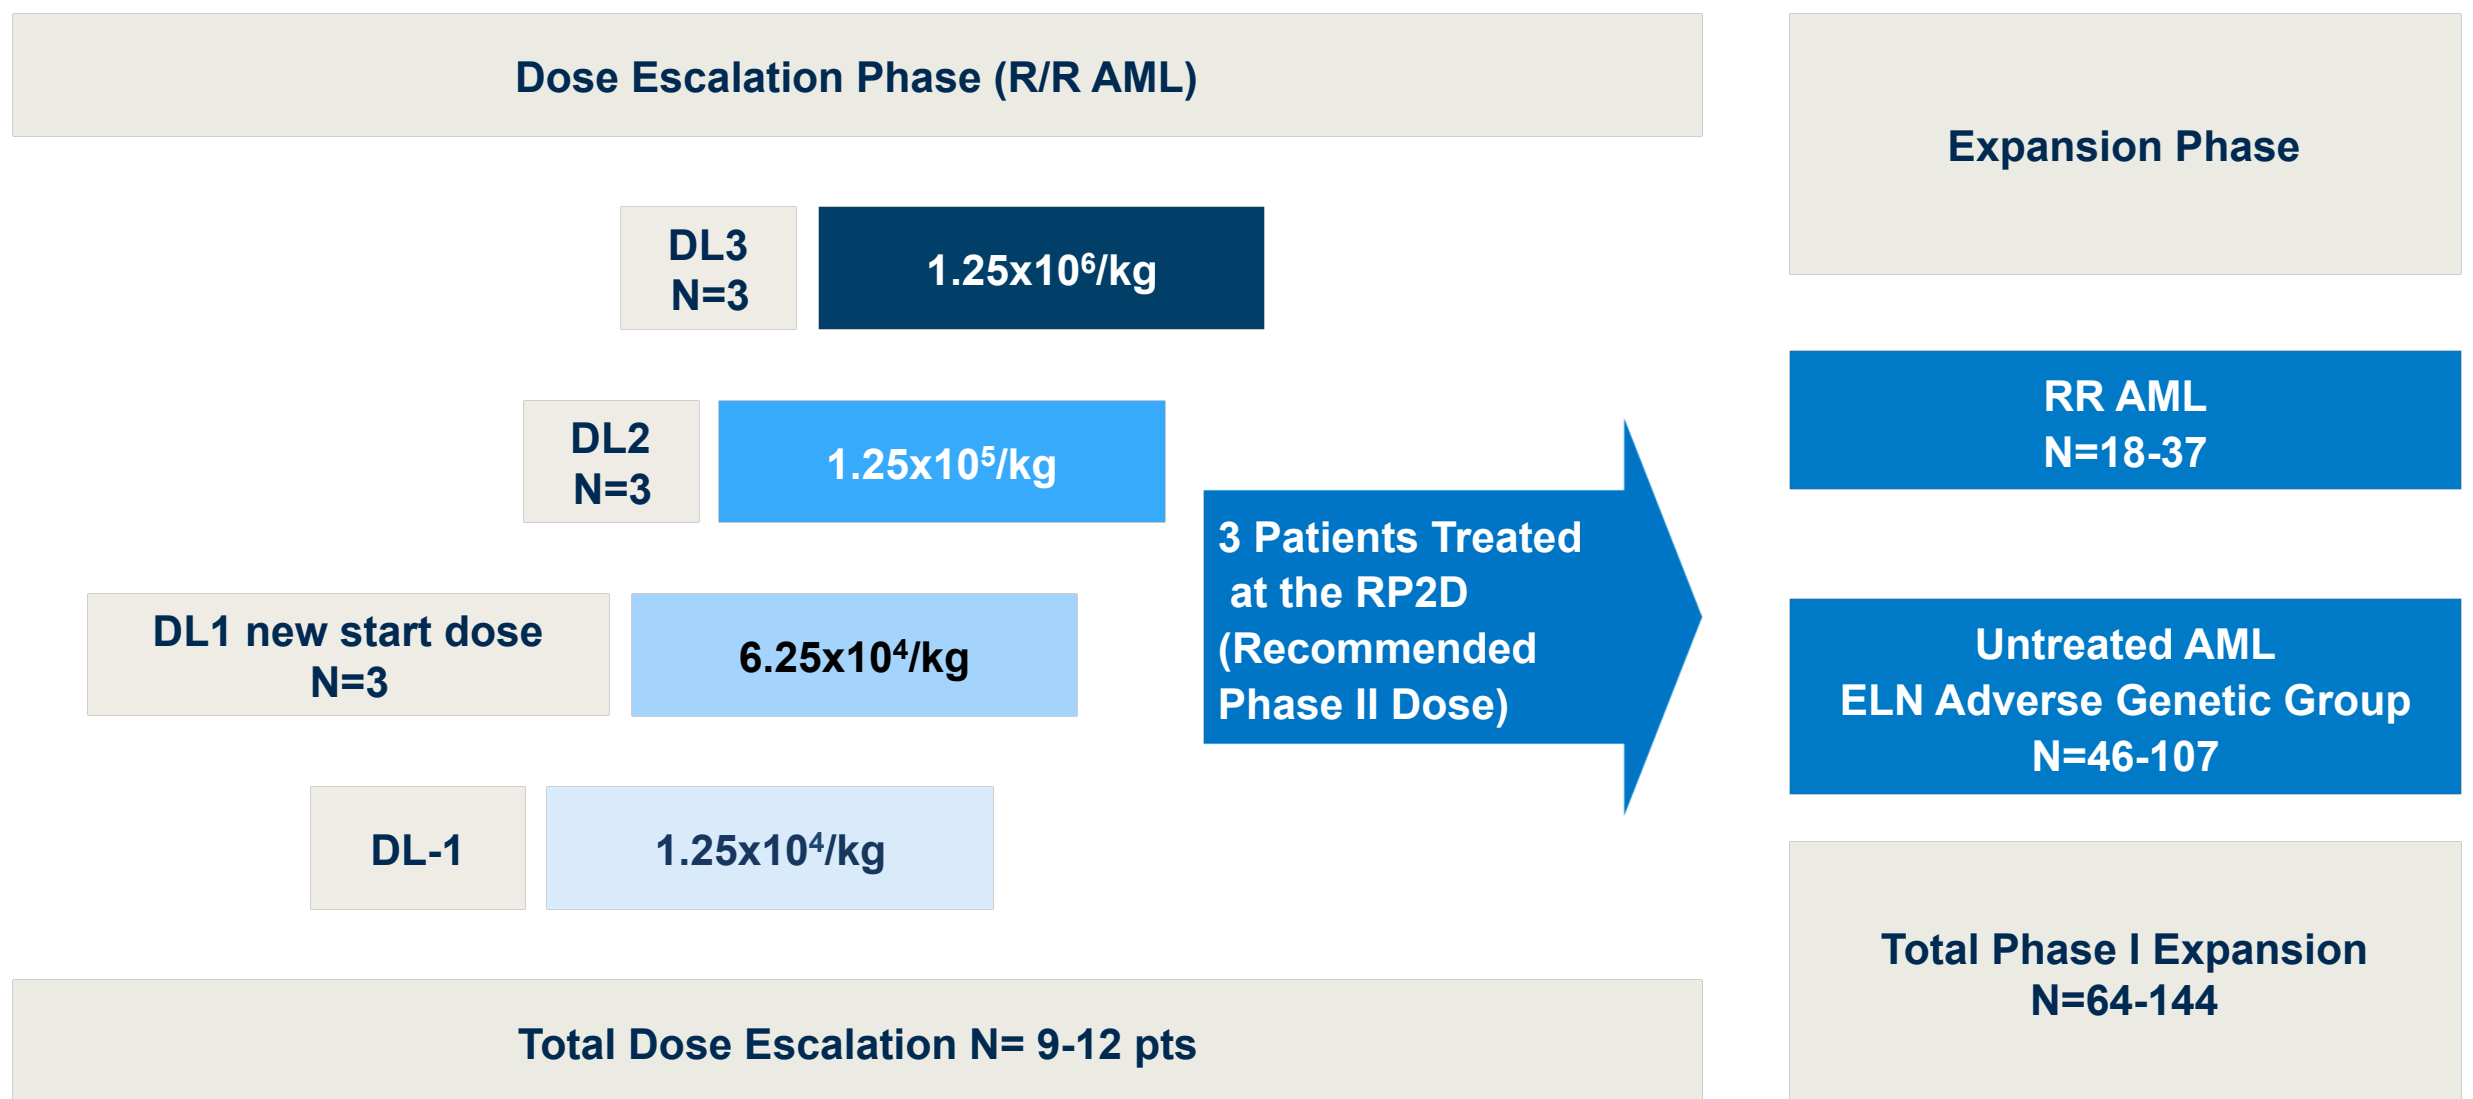 Dose Escalation Phase (R/R AML)
DL3
N=3
1.25x10⁶/kg
DL2
N=3
1.25x10⁵/kg
DL1 new start dose
N=3
6.25x10⁴/kg
DL-1
1.25x10⁴/kg
Total Dose Escalation N= 9-12 pts
3 Patients Treated
at the RP2D
(Recommended
Phase II Dose)
Expansion Phase
RR AML
N=18-37
Untreated AML
ELN Adverse Genetic Group
N=46-107
Total Phase I Expansion
N=64-144